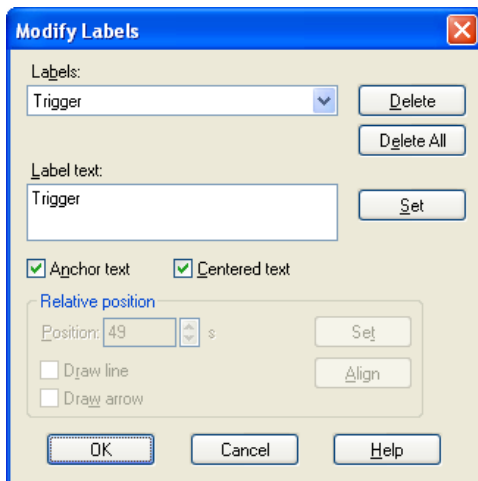 Modify Labels
Labels:
Trigger
Delete
Delete All
Label text:
Trigger
Set
Anchor text
Centered text
Relative position
Position: 49 s
Set
Draw line
Align
Draw arrow
OK
Cancel
Help